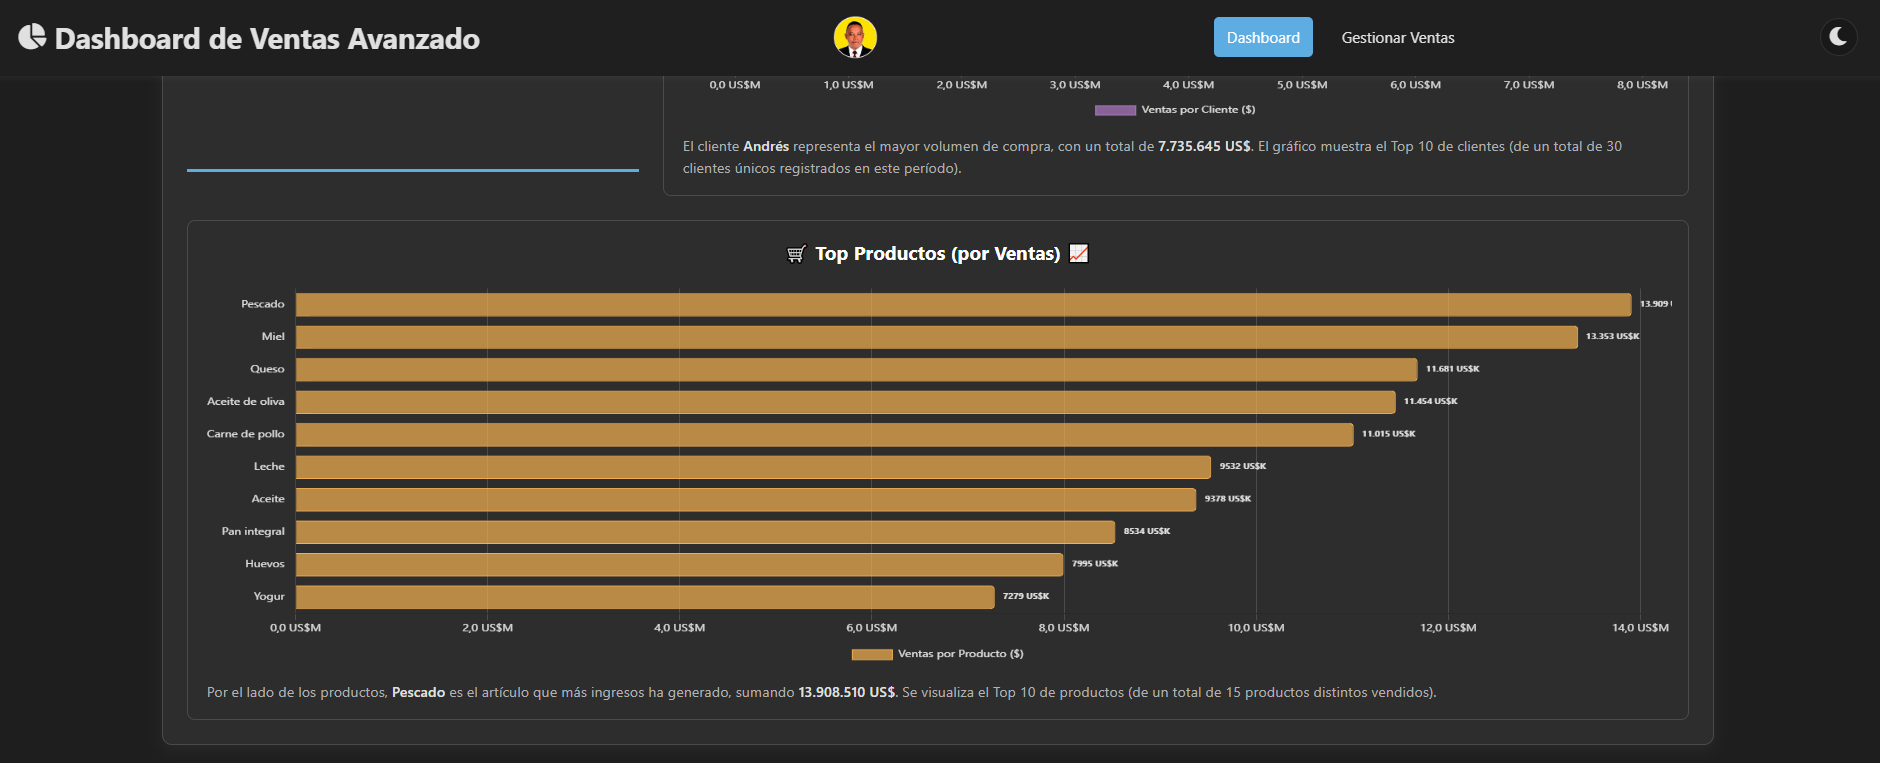 Dashboard de Ventas Avanzado
Dashboard
Gestionar Ventas
0,0 US$M 1,0 US$M 2,0 US$M 3,0 US$M 4,0 US$M 5,0 US$M 6,0 US$M 7,0 US$M 8,0 US$M
Ventas por Cliente ($)
El cliente Andrés representa el mayor volumen de compra, con un total de 7.735.645 US$. El gráfico muestra el Top 10 de clientes (de un total de 30
clientes únicos registrados en este período).
Top Productos (por Ventas)
Pescado 13.909
Miel 13.353 US$K
Queso 11.681 US$K
Aceite de oliva 11.454 US$K
Carne de pollo 11.015 US$K
Leche 9532 US$K
Aceite 9378 US$K
Pan integral 8534 US$K
Huevos 7995 US$K
Yogur 7279 US$K
0,0 US$M 2,0 US$M 4,0 US$M 6,0 US$M 8,0 US$M 10,0 US$M 12,0 US$M 14,0 US$M
Ventas por Producto ($)
Por el lado de los productos, Pescado es el artículo que más ingresos ha generado, sumando 13.908.510 US$. Se visualiza el Top 10 de productos (de un total de 15 productos distintos vendidos).